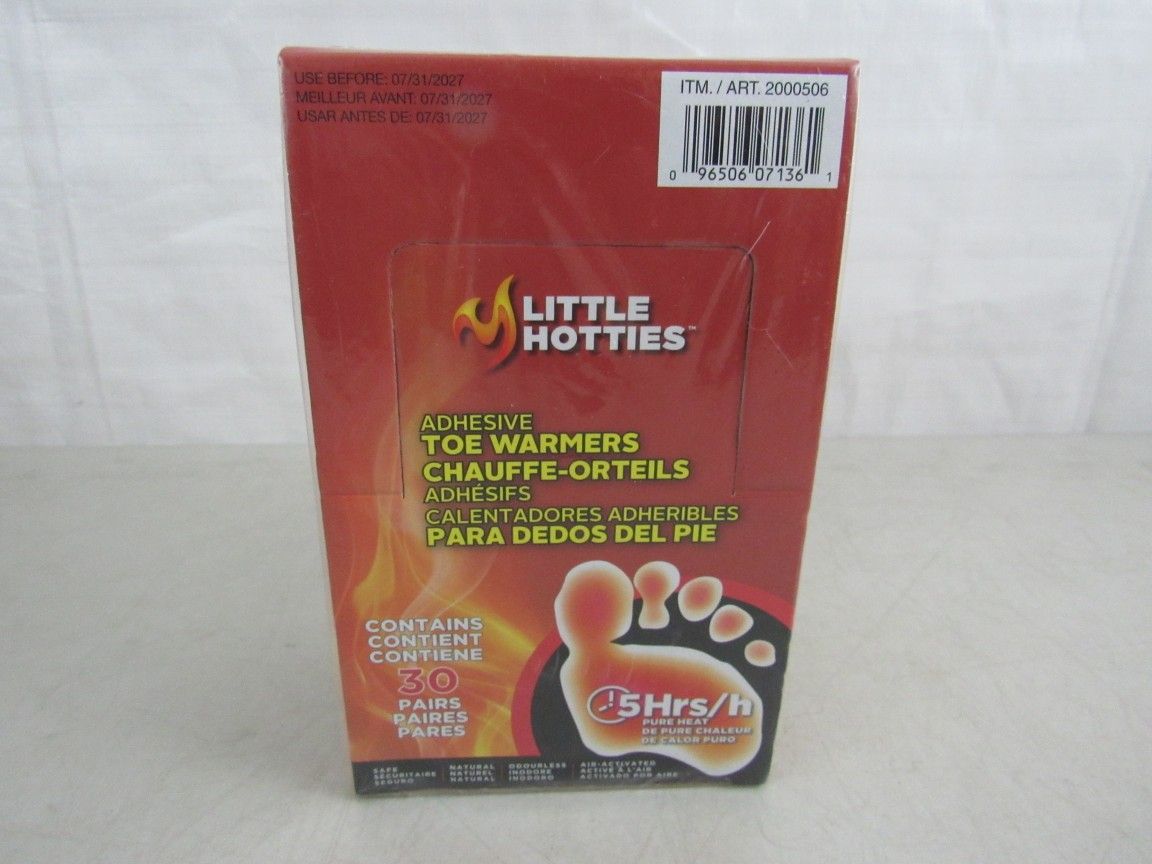 USE BEFORE: 07/31/2027
MEILLEUR AVANT: 07/31/2027
USAR ANTES DE: 07/31/2027
ITM. / ART. 2000506
0 96506 07136 1
LITTLE
HOTTIES™
ADHESIVE
TOE WARMERS
CHAUFFE-ORTEILS
ADHÉSIFS
CALENTADORES ADHERIBLES
PARA DEDOS DEL PIE
CONTAINS
CONTIENT
CONTIENE
30
PAIRS
PAIRES
PARES
5Hrs/h
PURE HEAT
DE PURE CHALEUR
DE CALOR PURO
SAFE
SÉCURITAIRE
SEGURO
NATURAL
NATUREL
NATURAL
ODOURLESS
INODORE
INODORO
AIR-ACTIVATED
ACTIVÉ À L'AIR
ACTIVADO POR AIRE